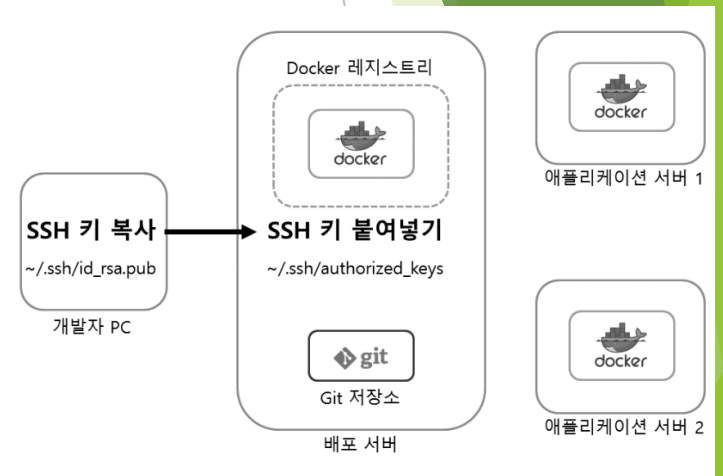 Docker 레지스트리
docker
SSH 키 복사
~/.ssh/id_rsa.pub
개발자 PC
SSH 키 붙여넣기
~/.ssh/authorized_keys
git
Git 저장소
배포 서버
docker
애플리케이션 서버 1
docker
애플리케이션 서버 2